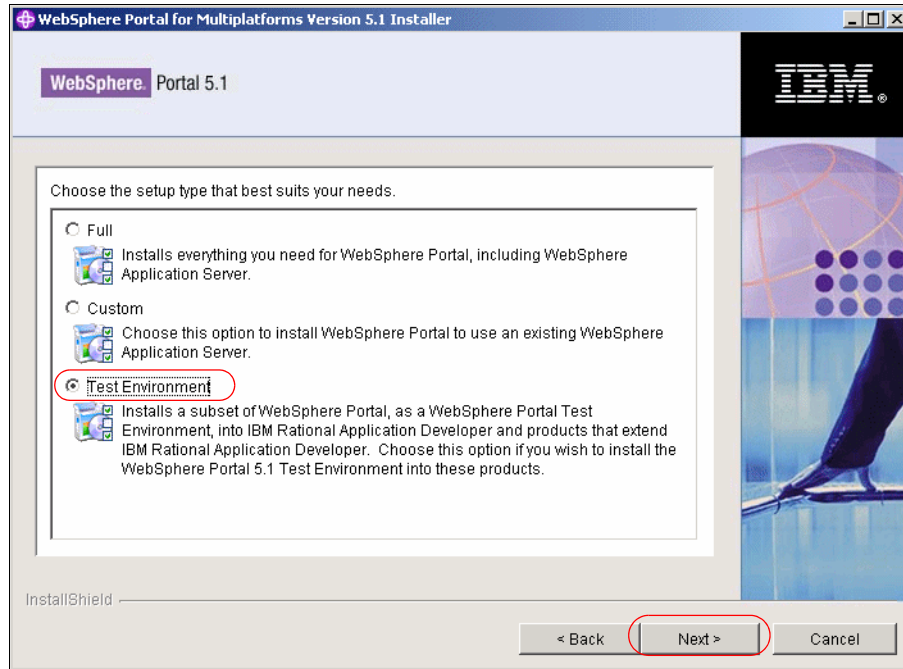 WebSphere Portal for Multiplatforms Version 5.1 Installer
WebSphere. Portal 5.1
IBM®
Choose the setup type that best suits your needs.
Full
Installs everything you need for WebSphere Portal, including WebSphere
Application Server.
Custom
Choose this option to install WebSphere Portal to use an existing WebSphere
Application Server.
Test Environment
Installs a subset of WebSphere Portal, as a WebSphere Portal Test
Environment, into IBM Rational Application Developer and products that extend
IBM Rational Application Developer. Choose this option if you wish to install the
WebSphere Portal 5.1 Test Environment into these products.
InstallShield
< Back
Next >
Cancel